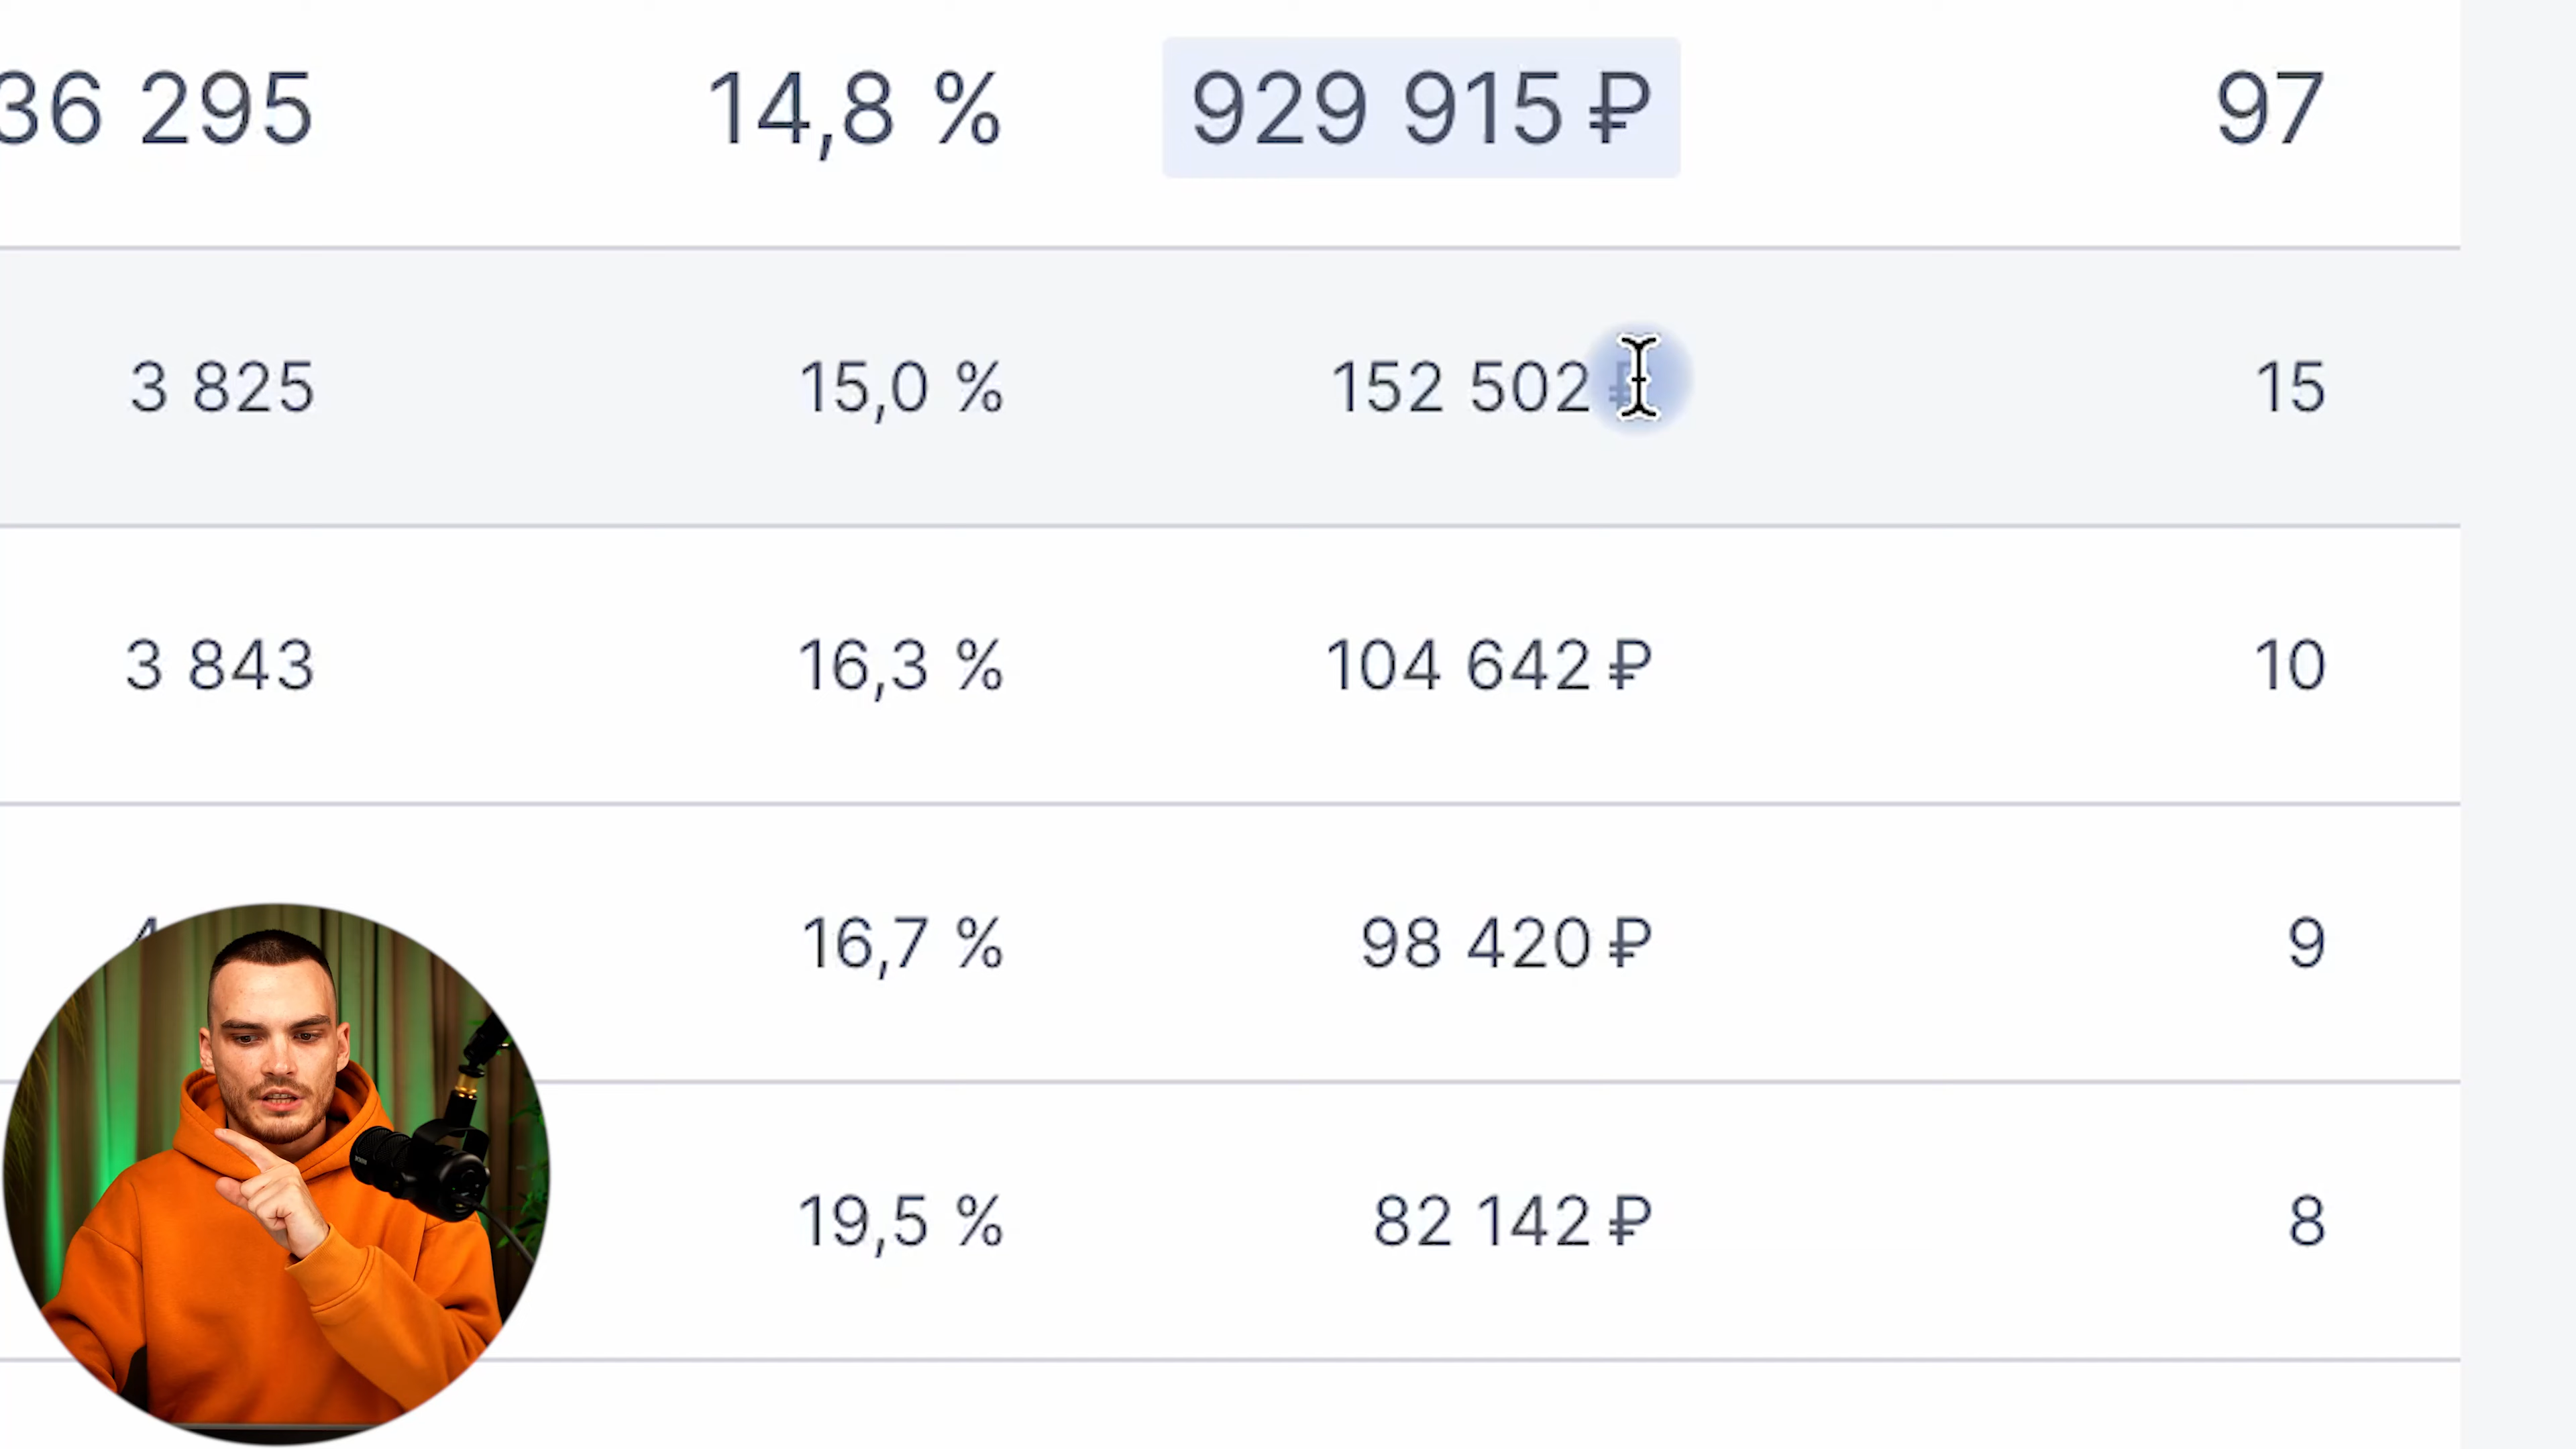 36 295 14,8 % 929 915 ₽ 97
3 825 15,0 % 152 502 ₽ 15
3 843 16,3 % 104 642 ₽ 10
16,7 % 98 420 ₽ 9
19,5 % 82 142 ₽ 8